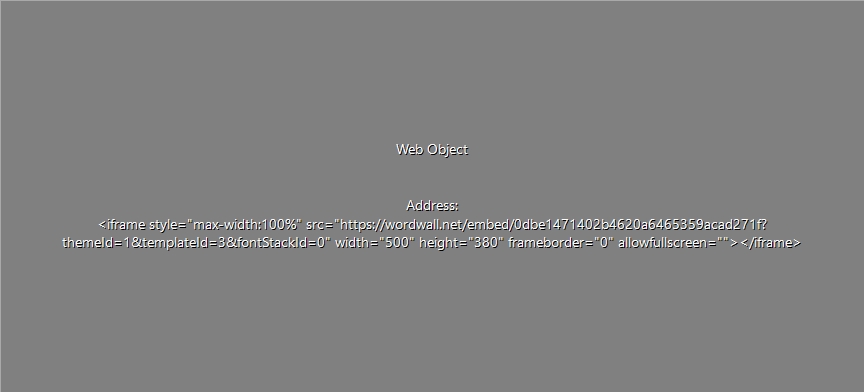 Web Object
Address:
<iframe style="max-width:100%" src="https://wordwall.net/embed/0dbe1471402b4620a6465359acad271f?
themeId=1&templateId=3&fontStackId=0" width="500" height="380" frameborder="0" allowfullscreen=""></iframe>